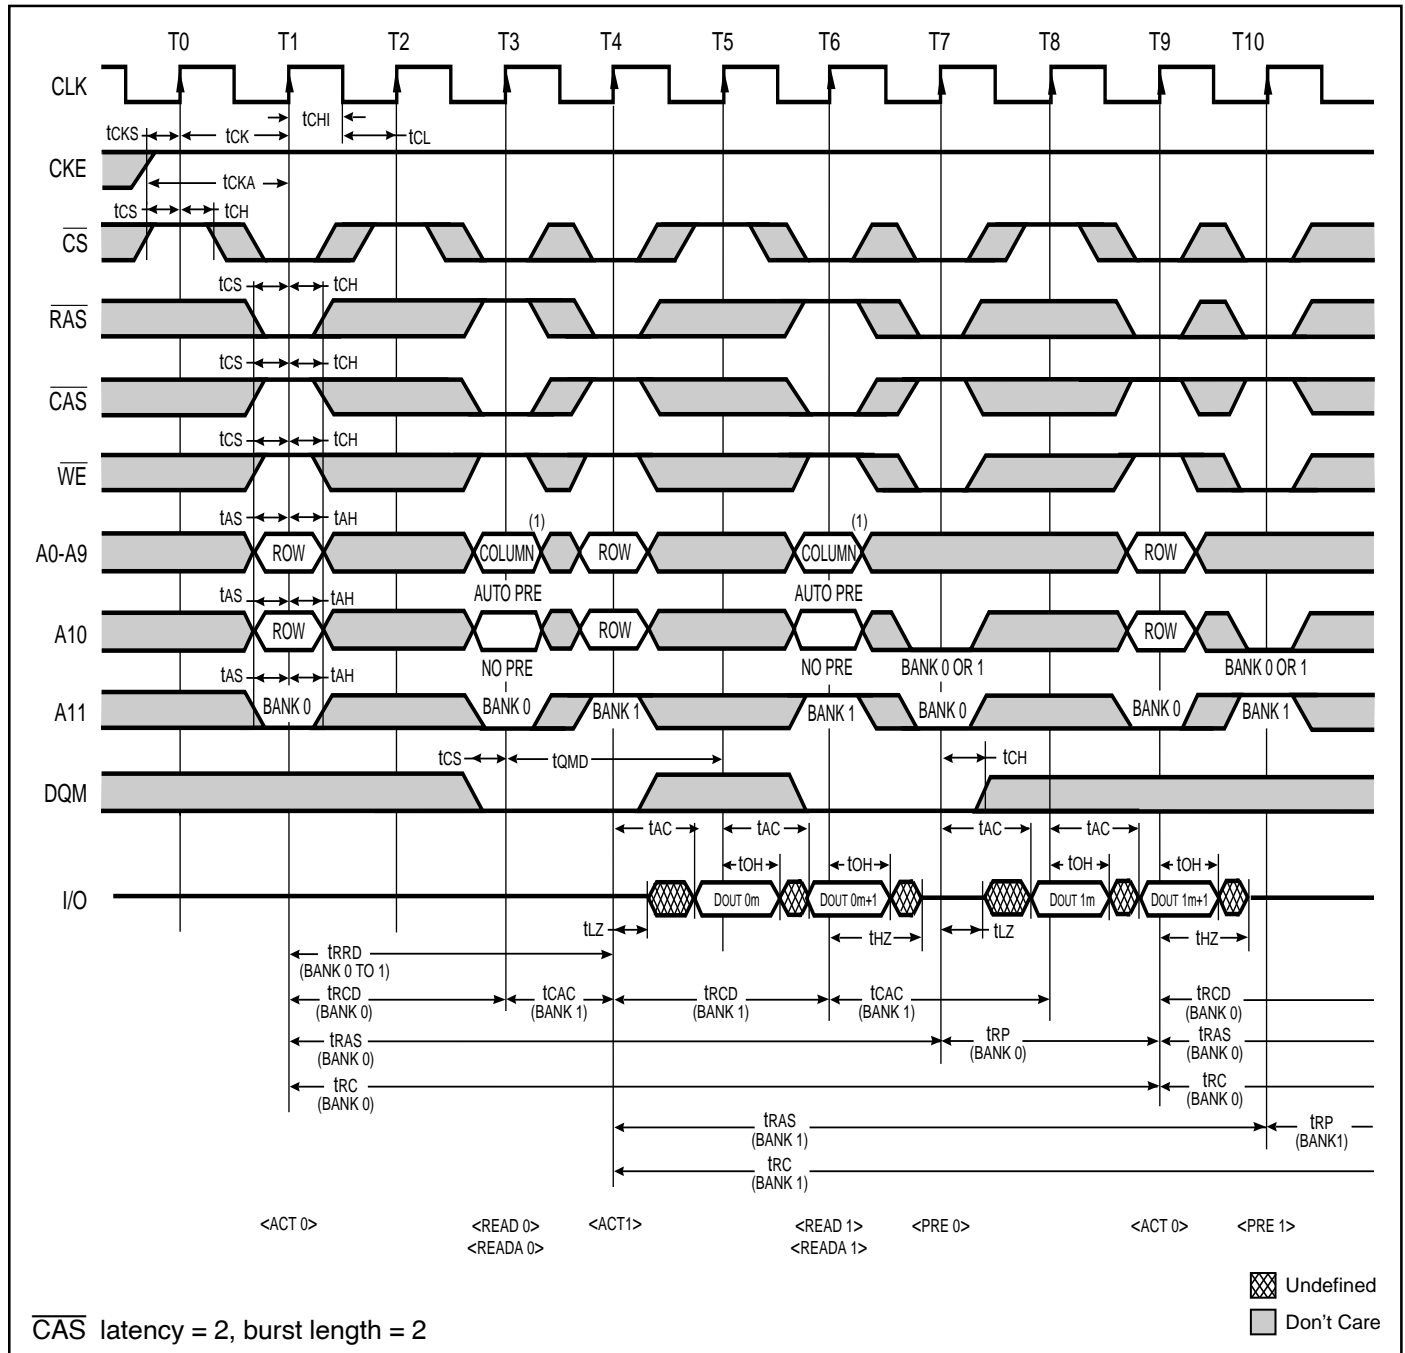 T0 T1 T2 T3 T4 T5 T6 T7 T8 T9 T10
CLK
tCHI
tCKS tCK tCL
CKE
tCKA
tCS tCH
CS
tCS tCH
RAS
tCS tCH
CAS
tCS tCH
WE
tAS tAH (1) (1)
A0-A9 ROW COLUMN ROW COLUMN ROW
AUTO PRE AUTO PRE
tAS tAH
A10 ROW ROW ROW
NO PRE NO PRE BANK 0 OR 1 BANK 0 OR 1
tAS tAH
A11 BANK 0 BANK 0 BANK 1 BANK 1 BANK 0 BANK 0 BANK 1
tCS tQMD tCH
DQM
tAC tAC tAC tAC
tOH tOH tOH tOH
I/O DOUT 0m DOUT 0m+1 DOUT 1m DOUT 1m+1
tLZ tHZ tLZ tHZ
tRRD
(BANK 0 TO 1)
tRCD tCAC tRCD tCAC tRCD
(BANK 0) (BANK 1) (BANK 1) (BANK 1) (BANK 0)
tRAS tRP tRAS
(BANK 0) (BANK 0) (BANK 0)
tRC tRC
(BANK 0) (BANK 0)
tRAS tRP
(BANK 1) (BANK1)
tRC
(BANK 1)
<ACT 0> <READ 0> <ACT1> <READ 1> <PRE 0> <ACT 0> <PRE 1>
<READA 0> <READA 1>
Undefined
Don't Care
CAS latency = 2, burst length = 2